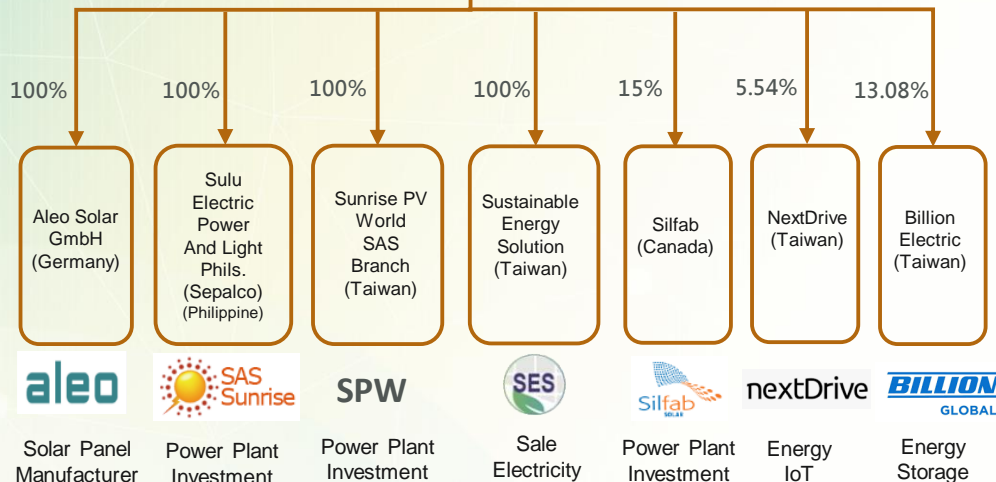 100%
100%
100%
100%
15%
5.54%
13.08%
Aleo Solar
GmbH
(Germany)
Sulu
Electric
Power
And Light
Phils.
(Sepalco)
(Philippine)
Sunrise PV
World
SAS
Branch
(Taiwan)
Sustainable
Energy
Solution
(Taiwan)
Silfab
(Canada)
NextDrive
(Taiwan)
Billion
Electric
(Taiwan)
aleo
SAS
Sunrise
SPW
SES
Silfab
SOLAR
nextDrive
BILLION
GLOBAL
Solar Panel
Manufacturer
Power Plant
Investment
Power Plant
Investment
Sale
Electricity
Power Plant
Investment
Energy
IoT
Energy
Storage